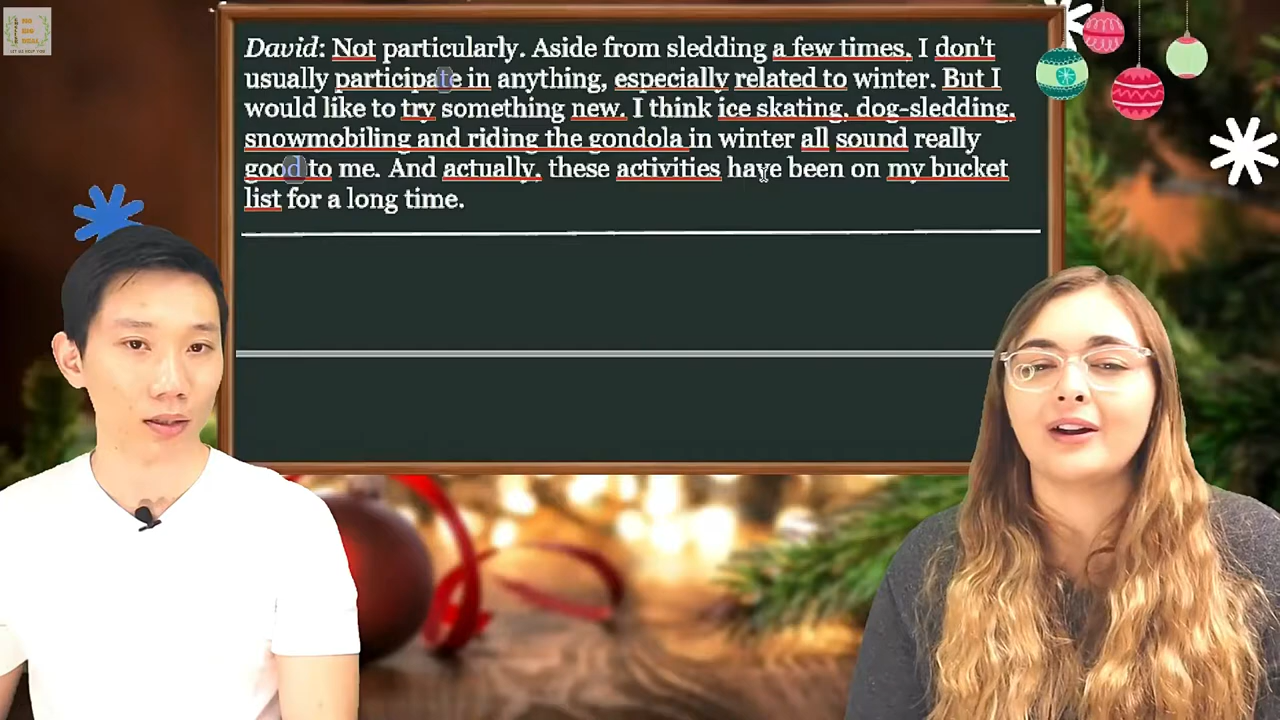 David: Not particularly. Aside from sledding a few times, I don't
usually participate in anything, especially related to winter. But I
would like to try something new. I think ice skating, dog-sledding,
snowmobiling and riding the gondola in winter all sound really
good to me. And actually, these activities have been on my bucket
list for a long time.